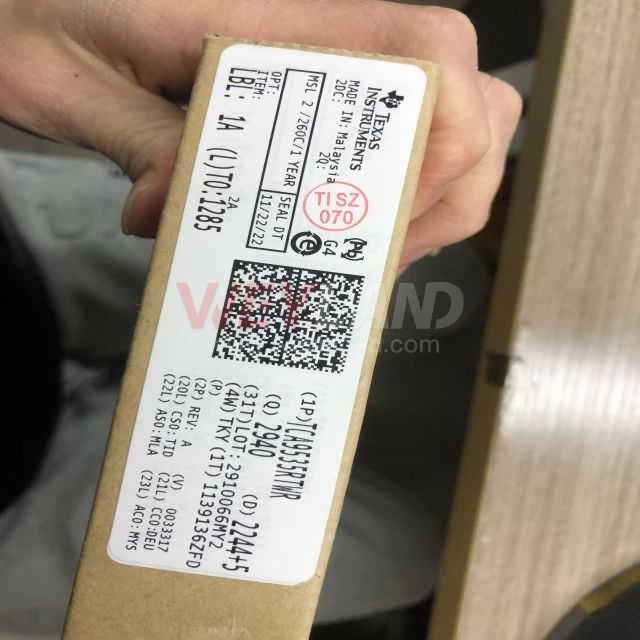 TEXAS
INSTRUMENTS
MADE IN: Malaysia
2DC: 2Q:
TI SZ
070
G4
MSL 2 /260C/1 YEAR SEAL DT
11/22/22
OPT:
ITEM:
LBL: 1A (L)TO:1285
2A
(1P)TCA9535RTWR
(Q) 2940 (D) 2244+5
(31T)LOT: 2910066MY2
(4W) TKY (1T) 1139136ZFD
(P)
(2P) REV: A (V) 0033317
(20L) CSO:TID (21L) CCO:DEU
(22L) ASO:MLA (23L) ACO:MYS
WEYLAND